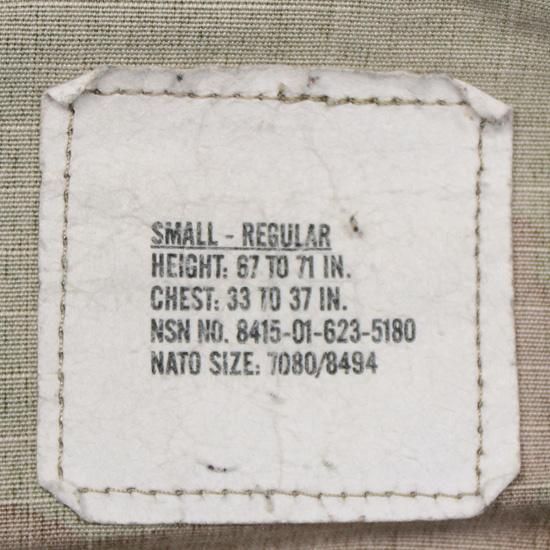 SMALL - REGULAR
HEIGHT: 67 TO 71 IN.
CHEST: 33 TO 37 IN.
NSN NO. 8415-01-623-5180
NATO SIZE: 7080/8494